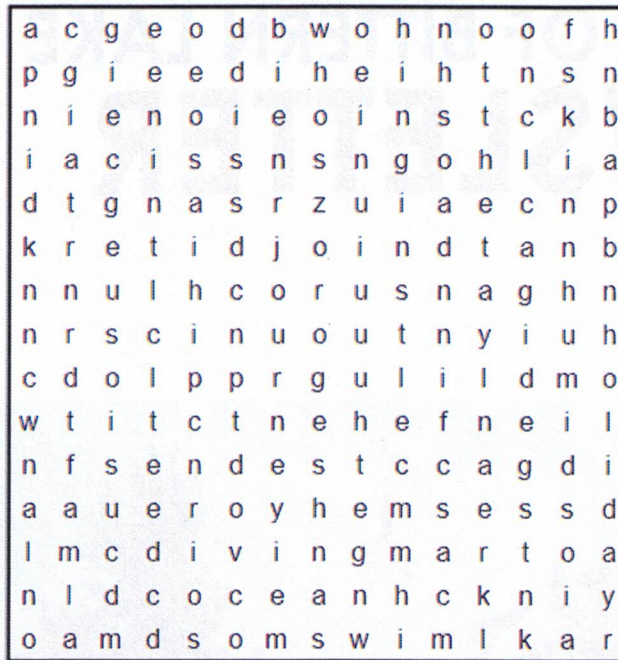 a c g e o d b w o h n o o f h
p g i e e d i h e i h t n s n
n i e n o i e o i n s t c k b
i a c i s s n s n g o h l i a
d t g n a s r z u i a e c n p
k r e t i d j o i n d t a n b
n n u l h c o r u s n a g h n
n r s c i n u o u t n y i u h
c d o l p p r g u l i l d m o
w t i t c t n e h e f n e i l
n f s e n d e s t c c a g d i
a a u e r o y h e m s e s s d
l m c d i v i n g m a r t o a
n l d c o c e a n h c k n i y
o a m d s o m s w i m l k a r